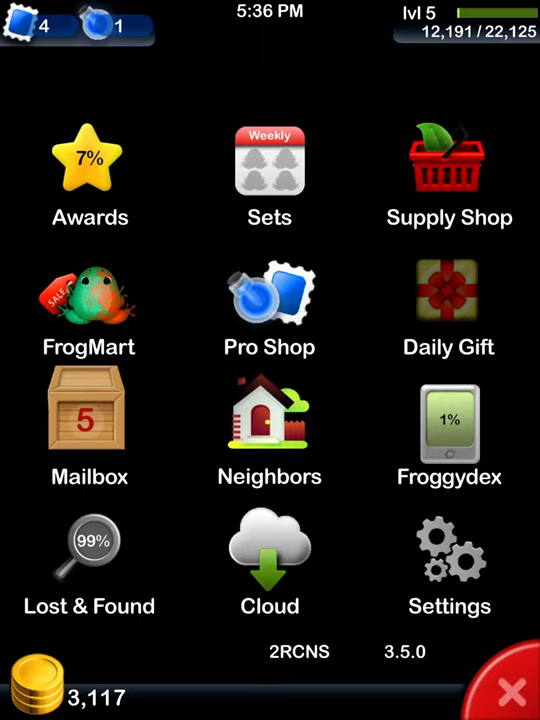 4 1 5:36 PM lvl 5
12,191 / 22,125
7% Weekly
Awards Sets Supply Shop
SALE
FrogMart Pro Shop Daily Gift
5 1%
Mailbox Neighbors Froggydex
99%
Lost & Found Cloud Settings
2RCNS 3.5.0
3,117